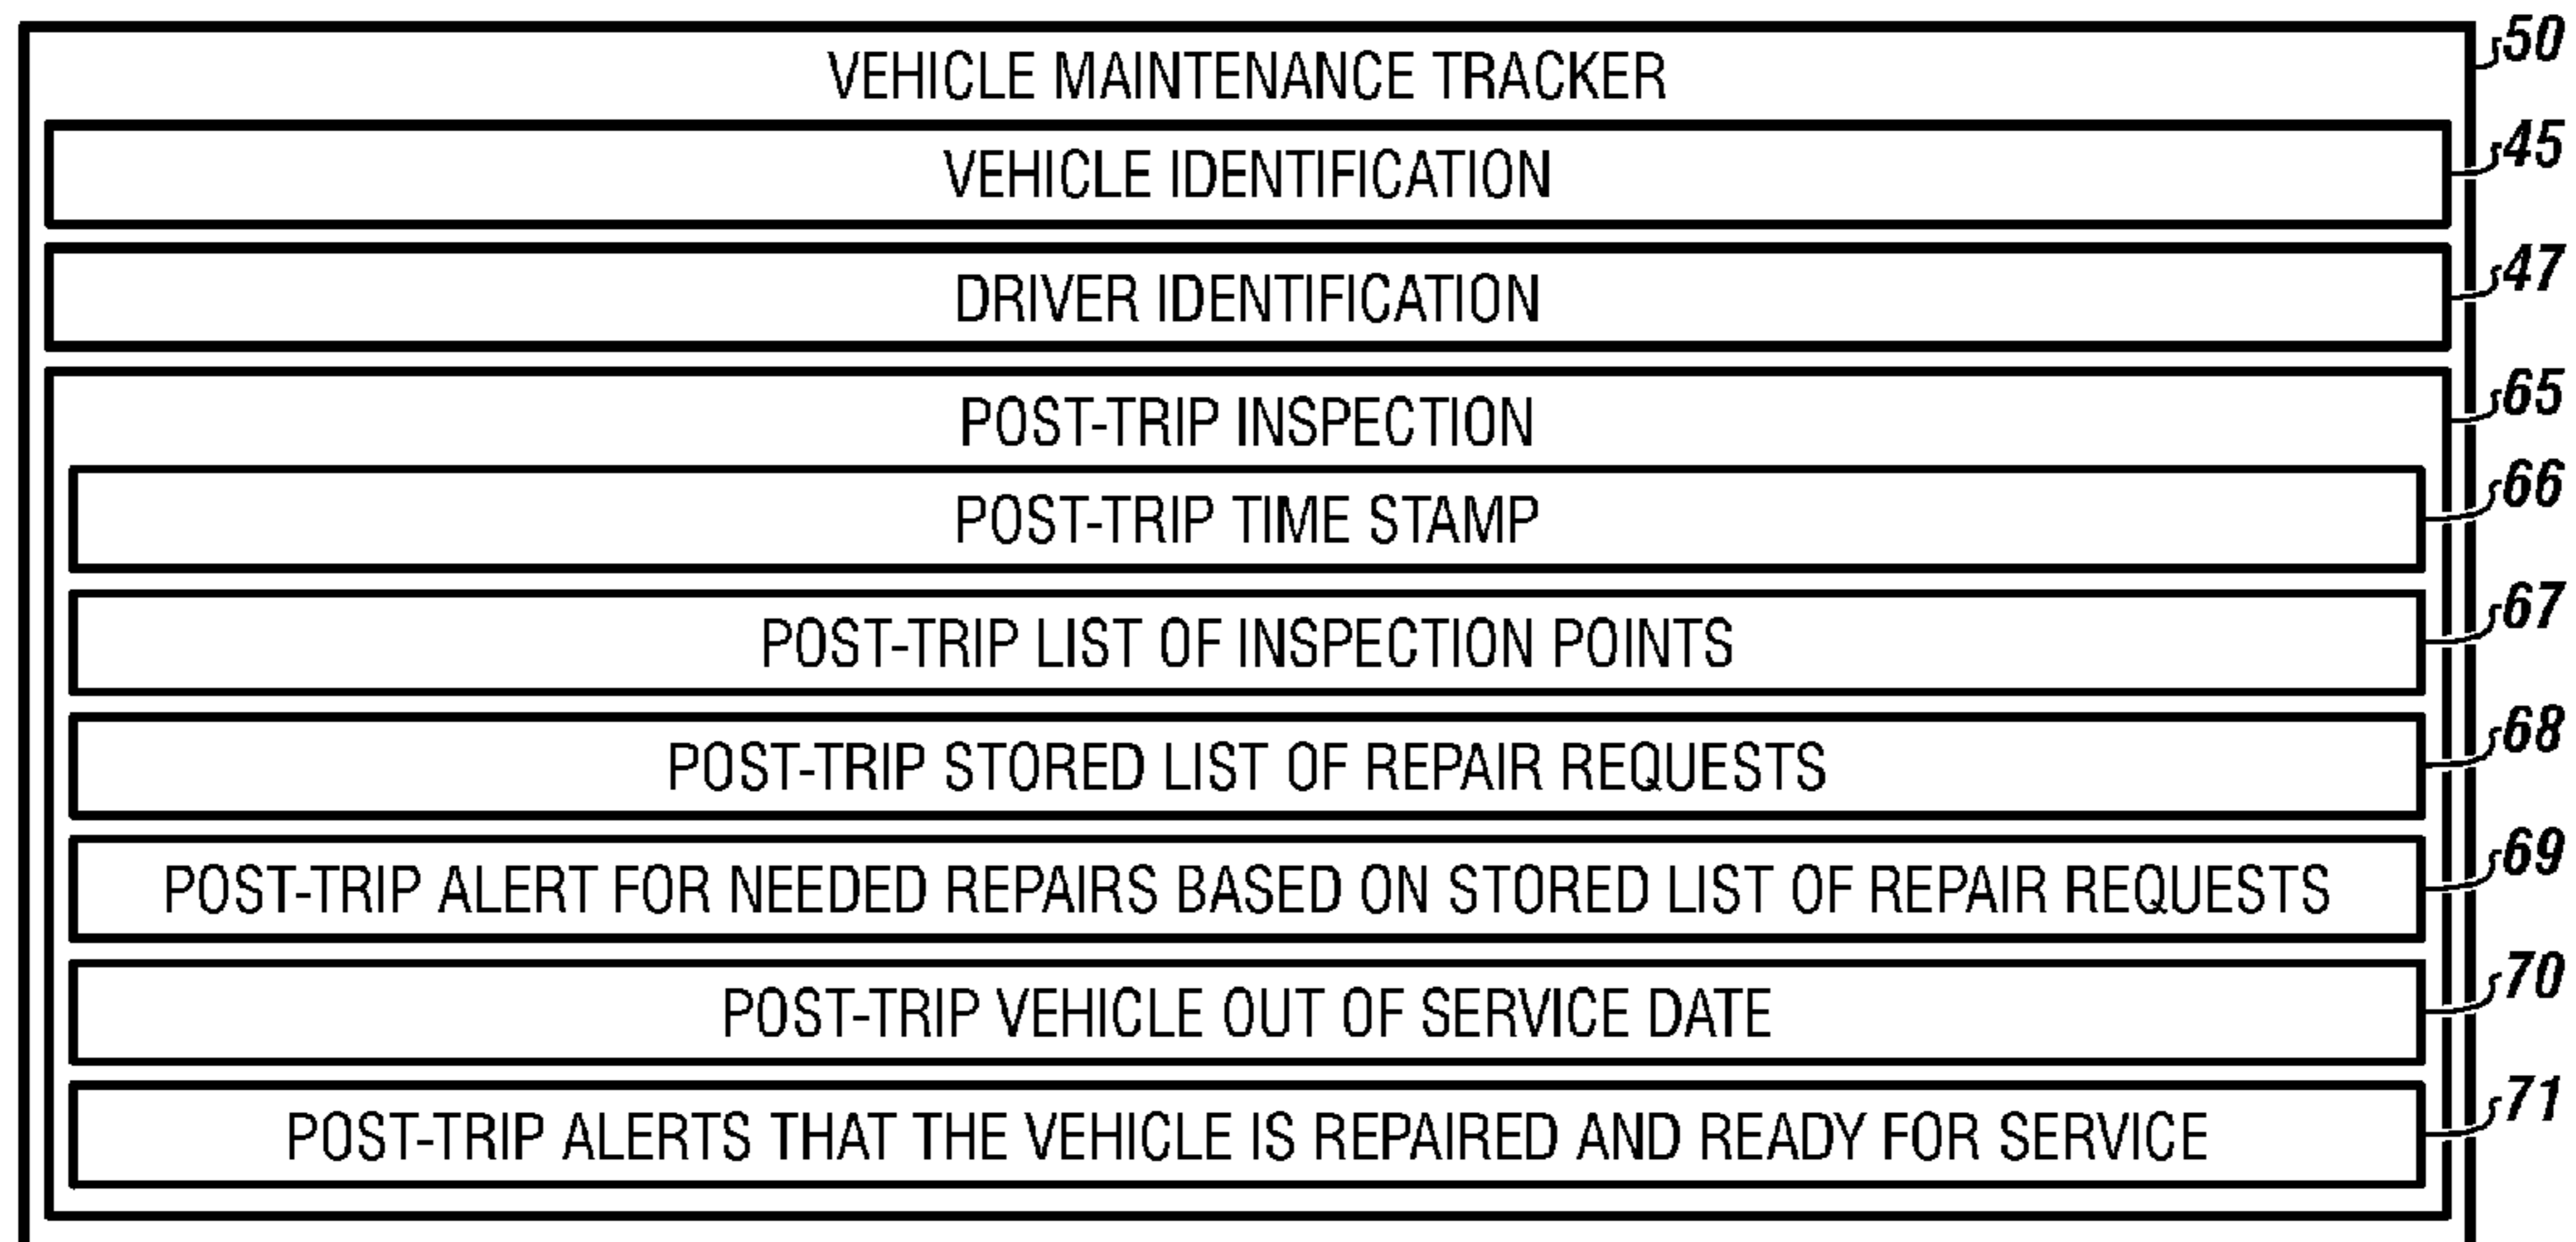 VEHICLE MAINTENANCE TRACKER 50
VEHICLE IDENTIFICATION 45
DRIVER IDENTIFICATION 47
POST-TRIP INSPECTION 65
POST-TRIP TIME STAMP 66
POST-TRIP LIST OF INSPECTION POINTS 67
POST-TRIP STORED LIST OF REPAIR REQUESTS 68
POST-TRIP ALERT FOR NEEDED REPAIRS BASED ON STORED LIST OF REPAIR REQUESTS 69
POST-TRIP VEHICLE OUT OF SERVICE DATE 70
POST-TRIP ALERTS THAT THE VEHICLE IS REPAIRED AND READY FOR SERVICE 71